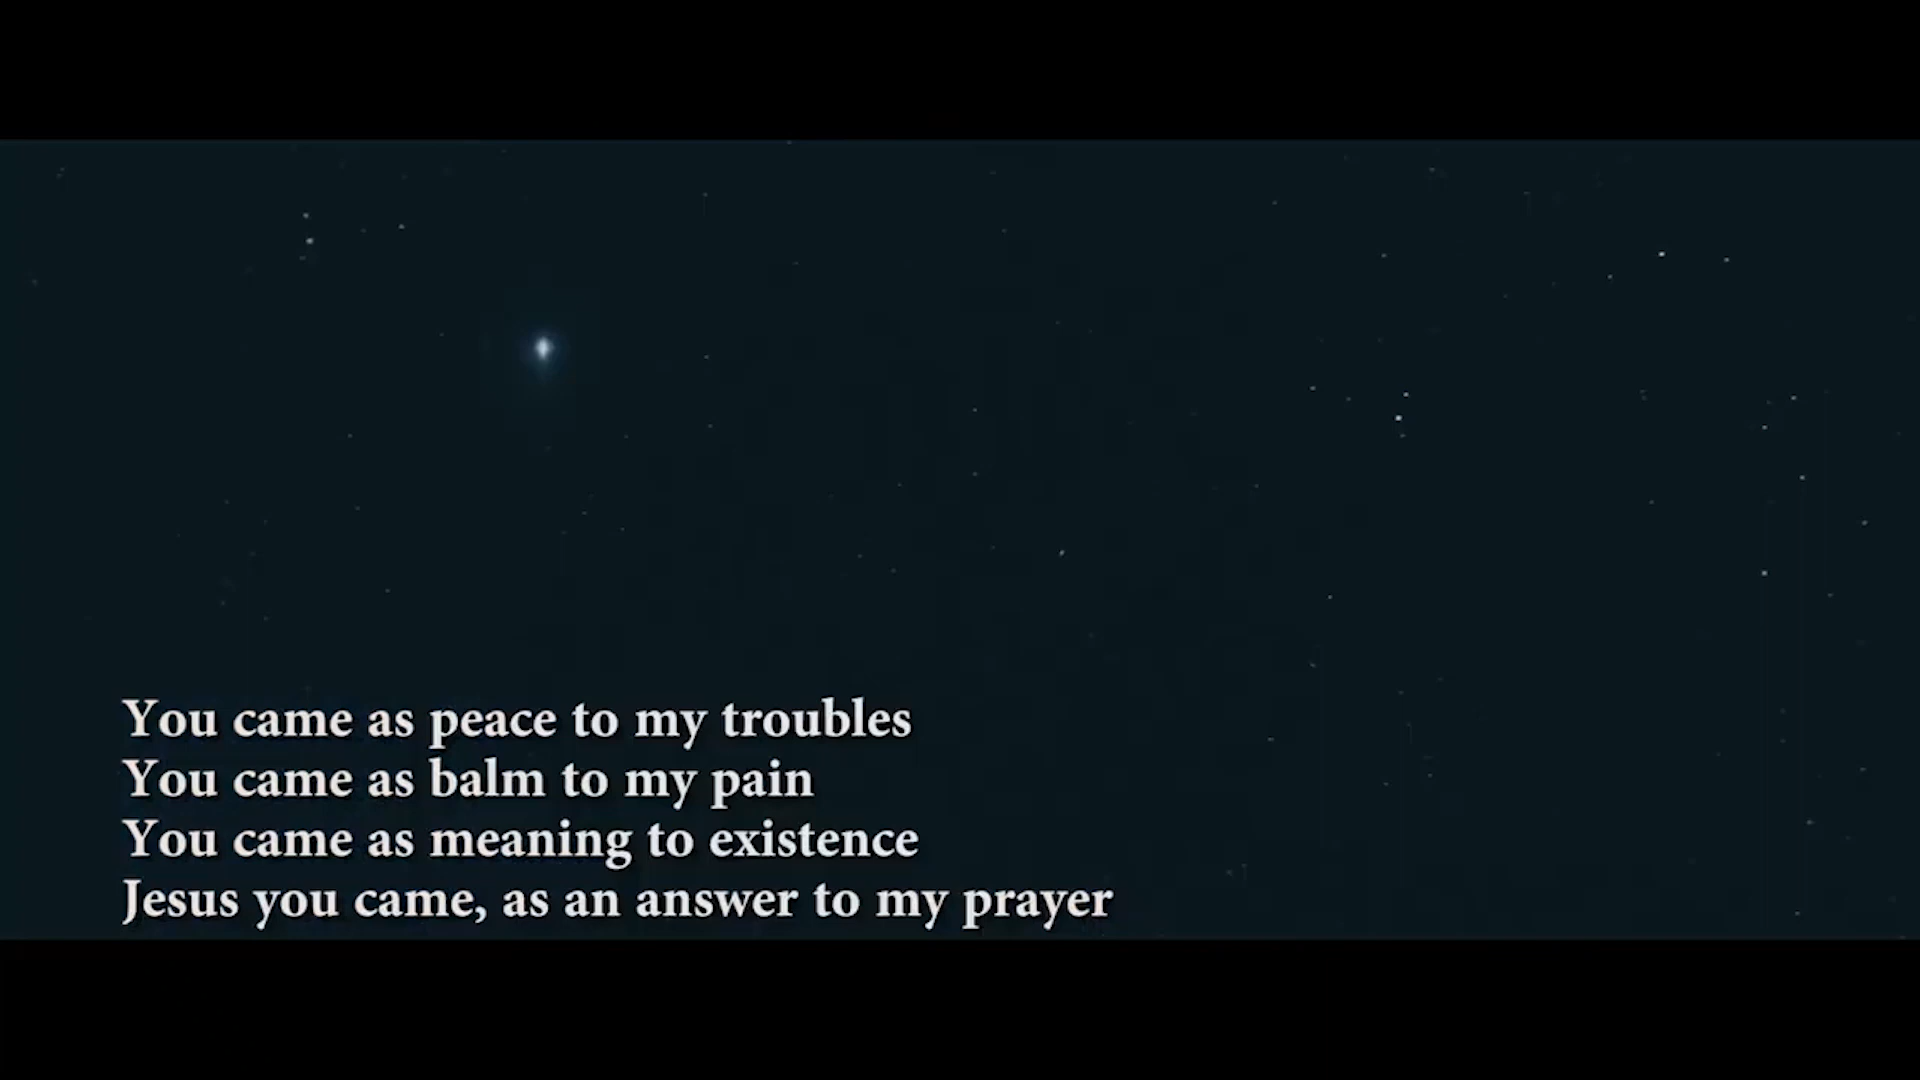 You came as peace to my troubles
You came as balm to my pain
You came as meaning to existence
Jesus you came, as an answer to my prayer